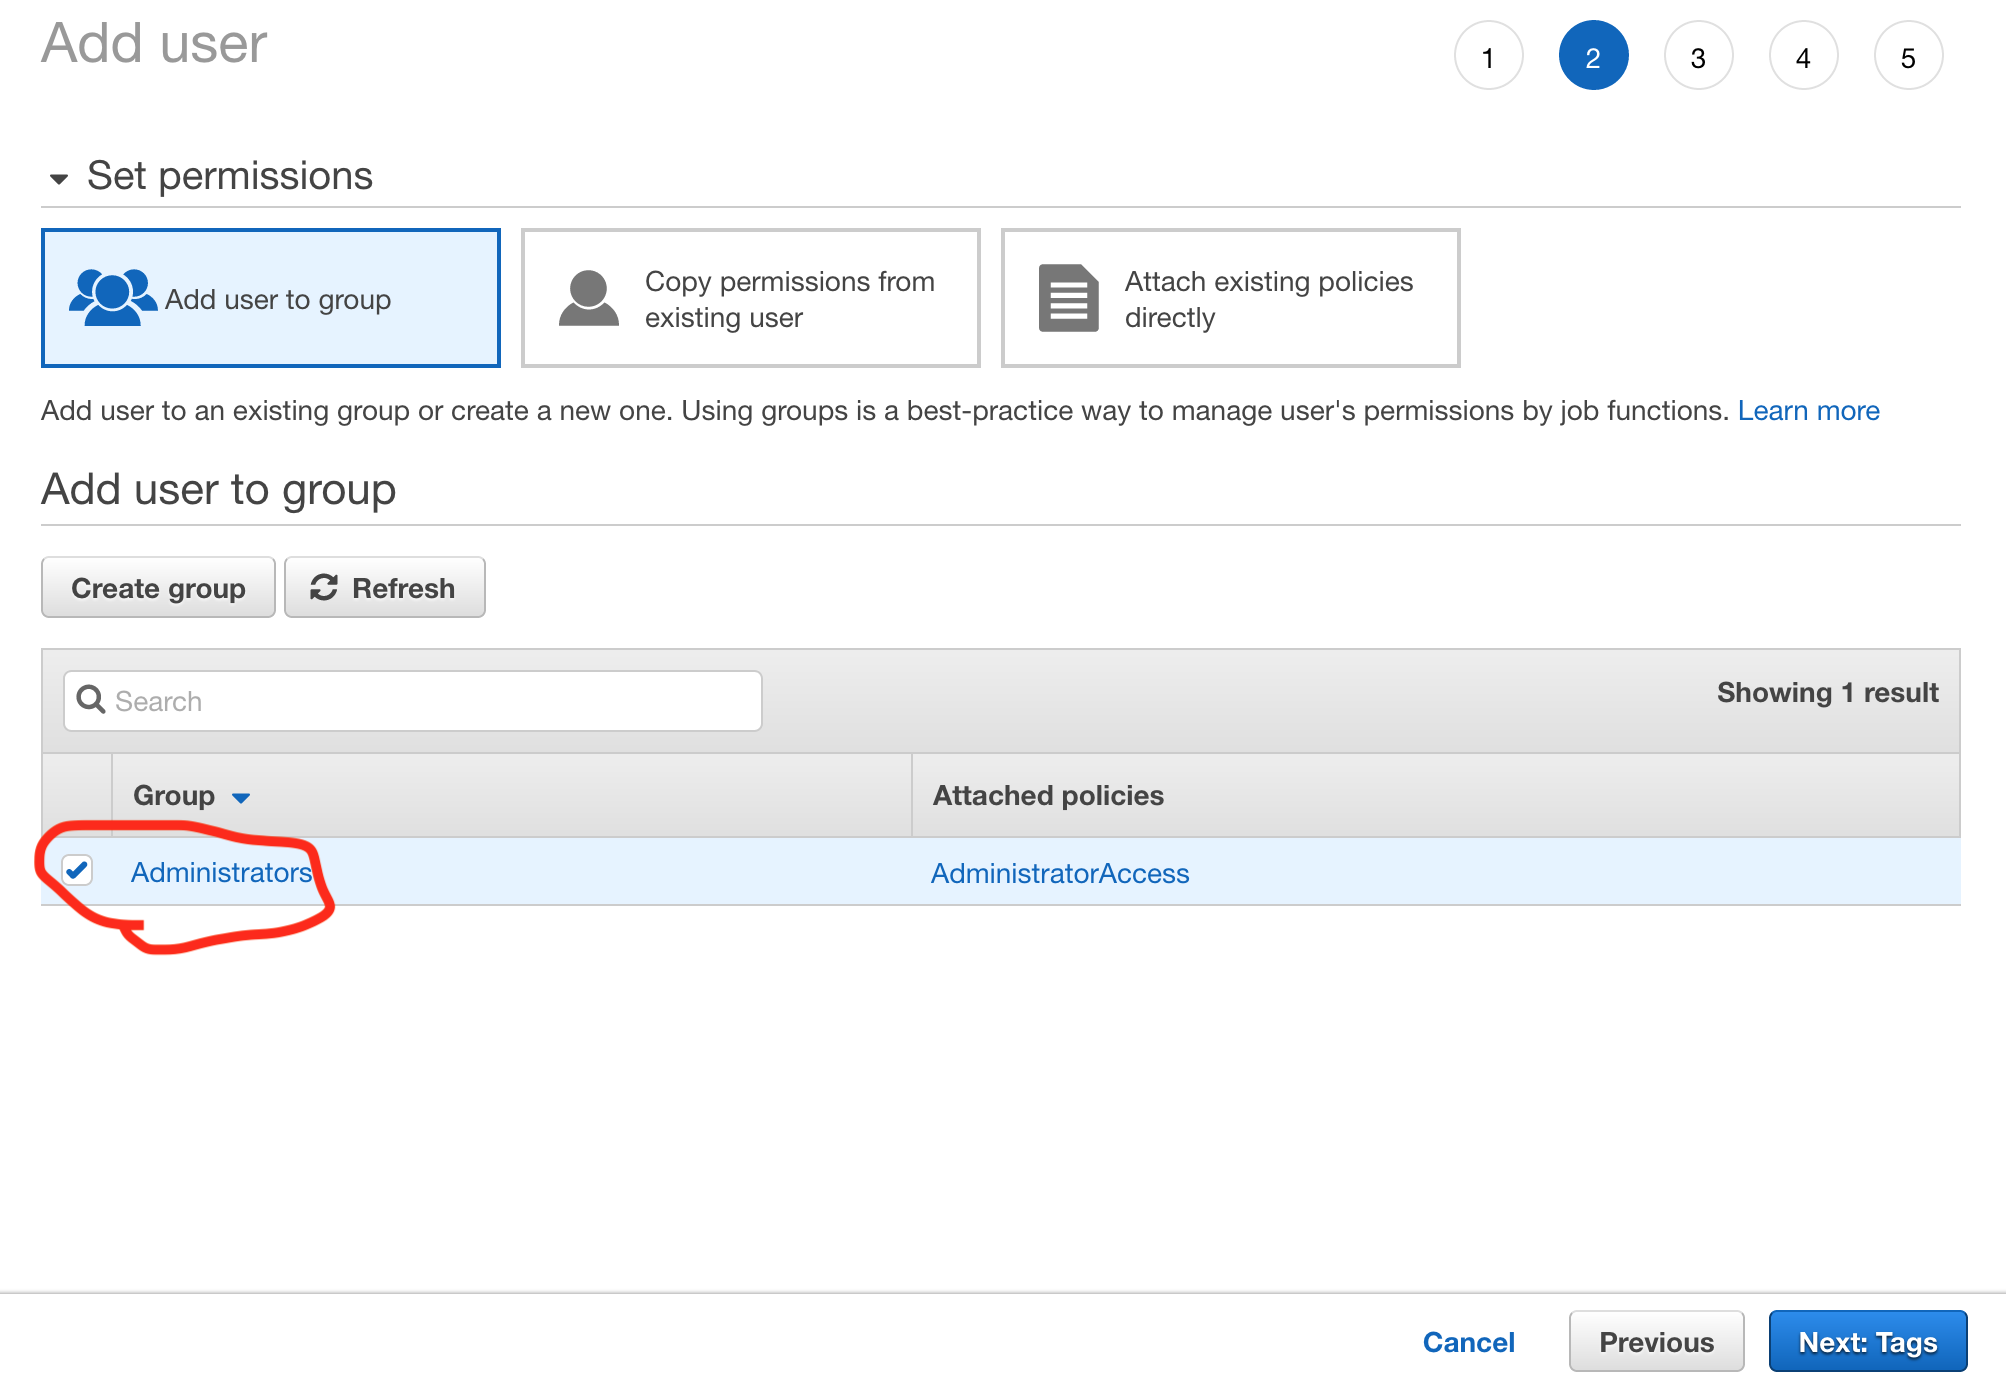 Add user
1 2 3 4 5
Set permissions
Add user to group
Copy permissions from
existing user
Attach existing policies
directly
Add user to an existing group or create a new one. Using groups is a best-practice way to manage user's permissions by job functions. Learn more
Add user to group
Create group Refresh
Search
Showing 1 result
Group Attached policies
Administrators AdministratorAccess
Cancel Previous Next: Tags